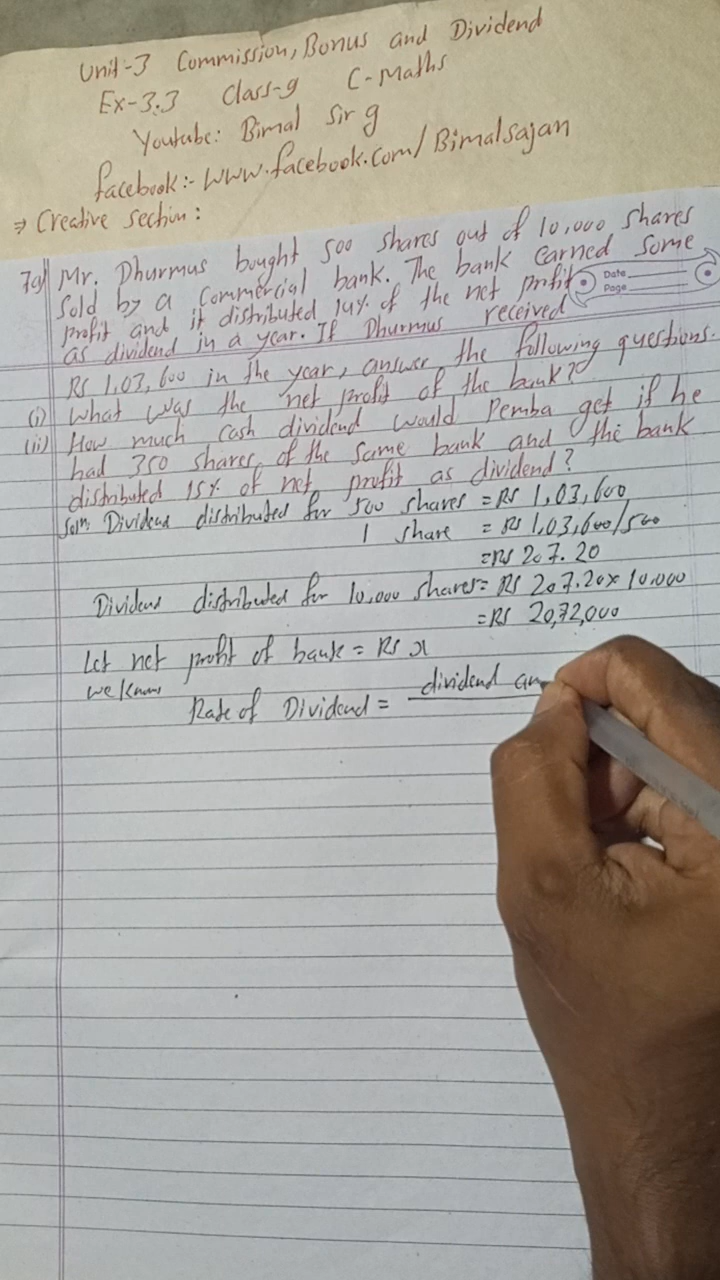 Unit-3 Commission, Bonus and Dividend
Ex-3.3 Class-9 C-Maths
Youtube: Bimal Sir g
facebook:- www.facebook.com/Bimalsajan
⇒ Creative section:
7a) Mr. Dhurmus bought 500 shares out of 10,000 shares
sold by a commercial bank. The bank earned some
profit and it distributed 14% of the net profit
Date
Page
as dividend in a year. If Dhurmus received
Rs 1,03,600 in the year, answer the following questions.
(i) What was the net profit of the bank?
(ii) How much cash dividend would Pemba get if he
had 350 shares of the same bank and the bank
distributed 15% of net profit as dividend?
Soln: Dividend distributed for 500 shares = Rs 1,03,600
1 share = Rs 1,03,600/500
= Rs 207.20
Dividend distributed for 10,000 shares = Rs 207.20 × 10,000
= Rs 20,72,000
Let net profit of bank = Rs x
we know
Rate of Dividend = dividend am